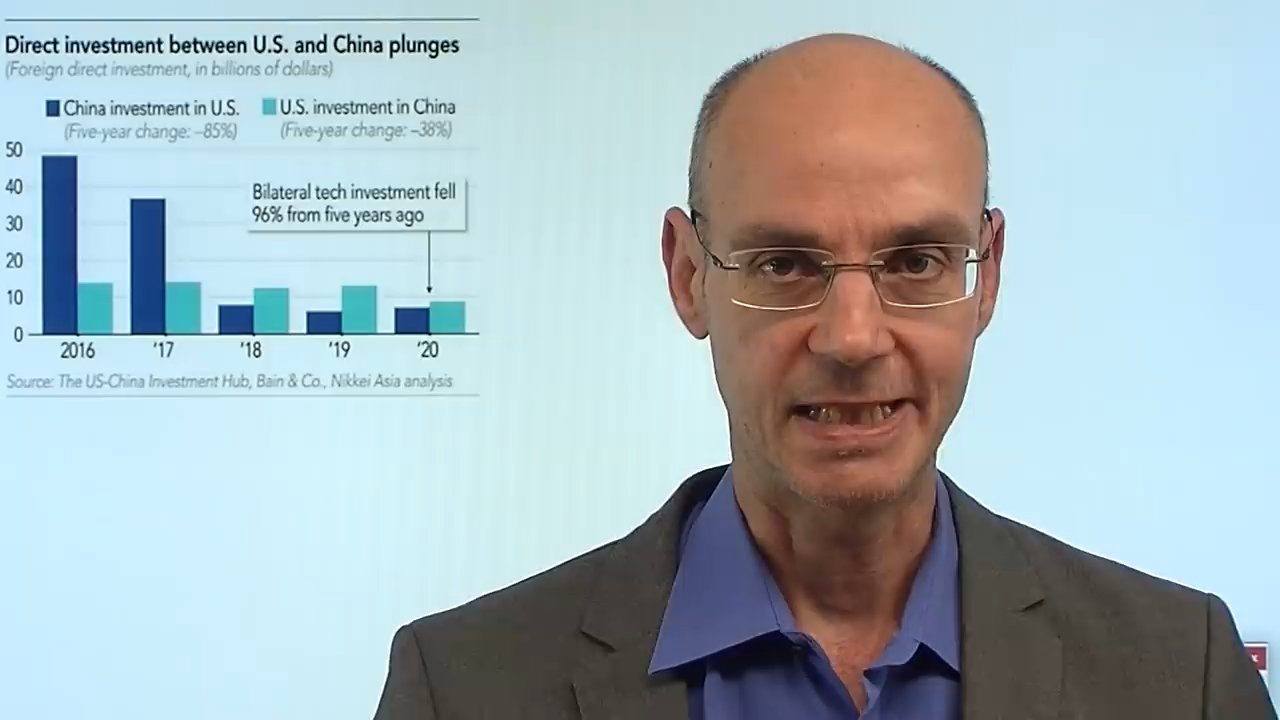 Direct investment between U.S. and China plunges
(Foreign direct investment, in billions of dollars)
China investment in U.S. U.S. investment in China
(Five-year change: –85%) (Five-year change: –38%)
50
40
30
20
10
0
Bilateral tech investment fell
96% from five years ago
2016 '17 '18 '19 '20
Source: The US-China Investment Hub, Bain & Co., Nikkei Asia analysis